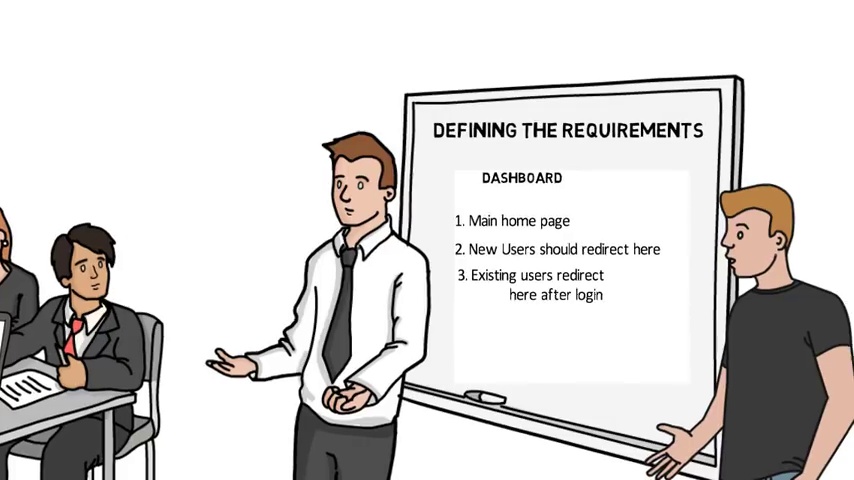 DEFINING THE REQUIREMENTS
DASHBOARD
1. Main home page
2. New Users should redirect here
3. Existing users redirect
here after login